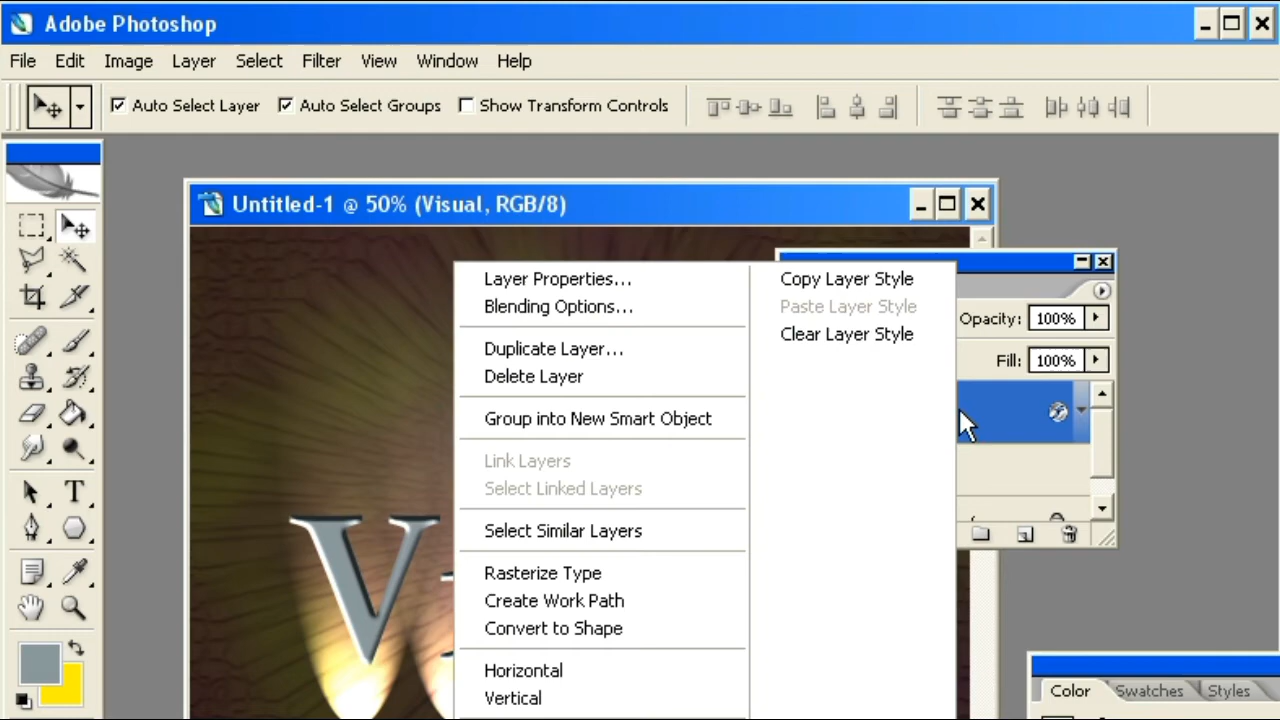 Adobe Photoshop
File Edit Image Layer Select Filter View Window Help
Auto Select Layer Auto Select Groups Show Transform Controls
Untitled-1 @ 50% (Visual, RGB/8)
Layer Properties...
Blending Options...
Duplicate Layer...
Delete Layer
Group into New Smart Object
Link Layers
Select Linked Layers
Select Similar Layers
Rasterize Type
Create Work Path
Convert to Shape
Horizontal
Vertical
Copy Layer Style
Paste Layer Style
Clear Layer Style
Opacity: 100%
Fill: 100%
T
Color Swatches Styles